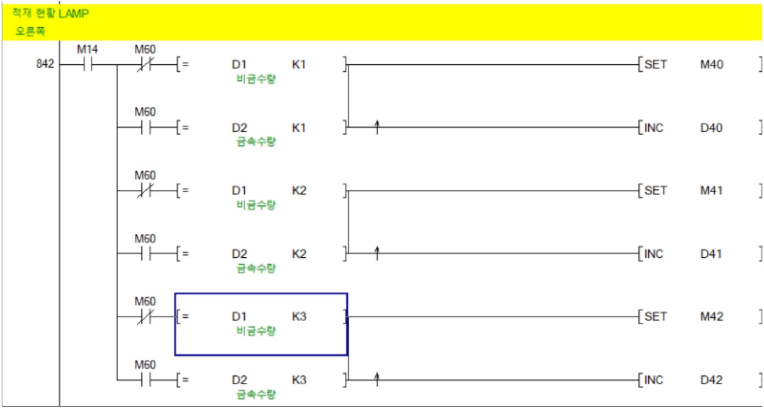 적재 현황 LAMP
오른쪽
M14 M60
842 [= D1 K1 ] [SET M40 ]
비금속수량
M60
[= D2 K1 ] [INC D40 ]
금속수량
M60
[= D1 K2 ] [SET M41 ]
비금속수량
M60
[= D2 K2 ] [INC D41 ]
금속수량
M60
[= D1 K3 ] [SET M42 ]
비금속수량
M60
[= D2 K3 ] [INC D42 ]
금속수량